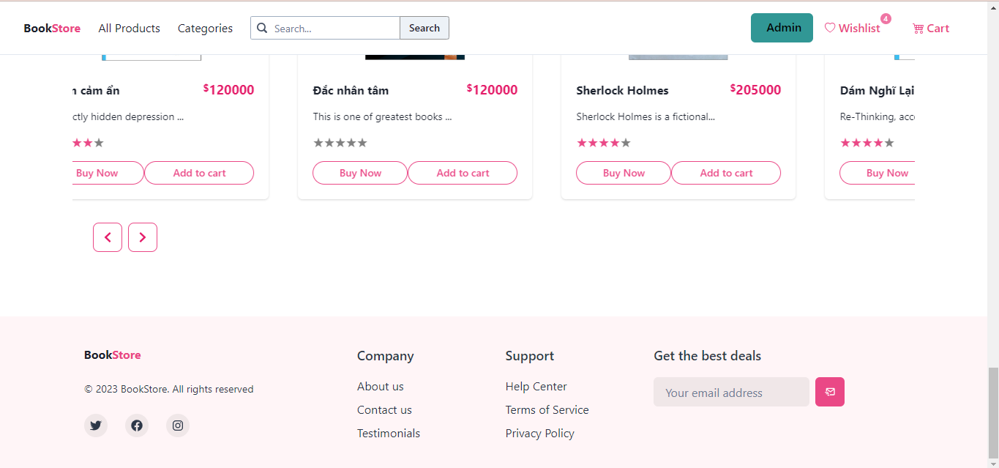 BookStore All Products Categories Search... Search Admin Wishlist 4 Cart
cảm ẩn $120000 Đắc nhân tâm $120000 Sherlock Holmes $205000 Dám Nghĩ Lại
hidden depression ... This is one of greatest books ... Sherlock Holmes is a fictional... Re-Thinking,
Buy Now Add to cart Buy Now Add to cart Buy Now Add to cart Buy Now
BookStore
© 2023 BookStore. All rights reserved
Company
About us
Contact us
Testimonials
Support
Help Center
Terms of Service
Privacy Policy
Get the best deals
Your email address